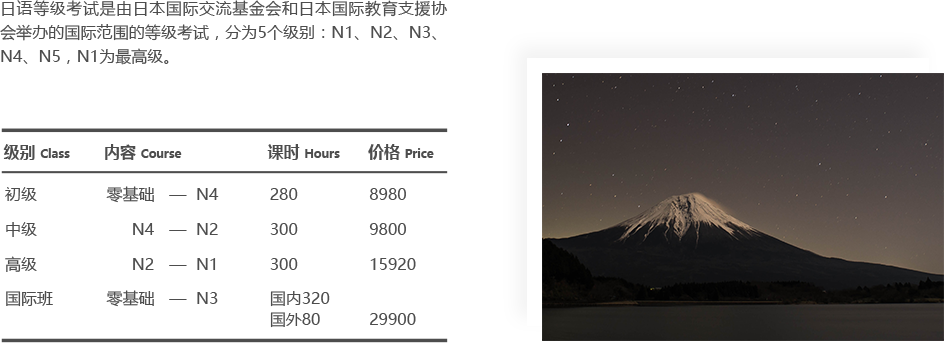 日语等级考试是由日本国际交流基金会和日本国际教育支援协
会举办的国际范围的等级考试，分为5个级别：N1、N2、N3、
N4、N5，N1为最高级。
级别 Class 内容 Course 课时 Hours 价格 Price
初级 零基础 — N4 280 8980
中级 N4 — N2 300 9800
高级 N2 — N1 300 15920
国际班 零基础 — N3 国内320
国外80 29900